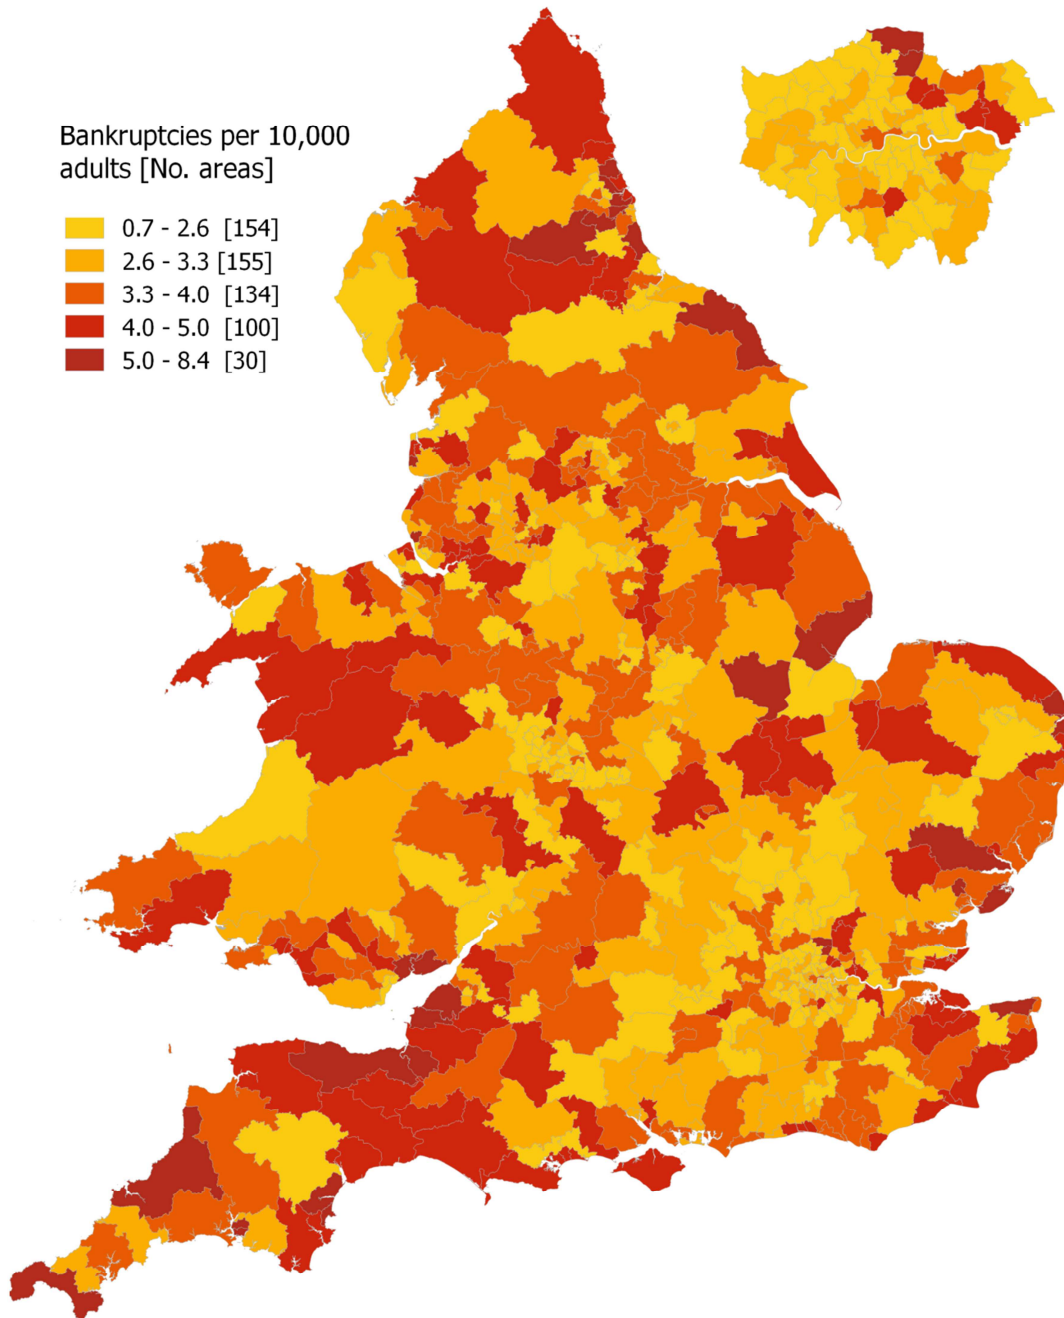 Bankruptcies per 10,000
adults [No. areas]
0.7 - 2.6 [154]
2.6 - 3.3 [155]
3.3 - 4.0 [134]
4.0 - 5.0 [100]
5.0 - 8.4 [30]